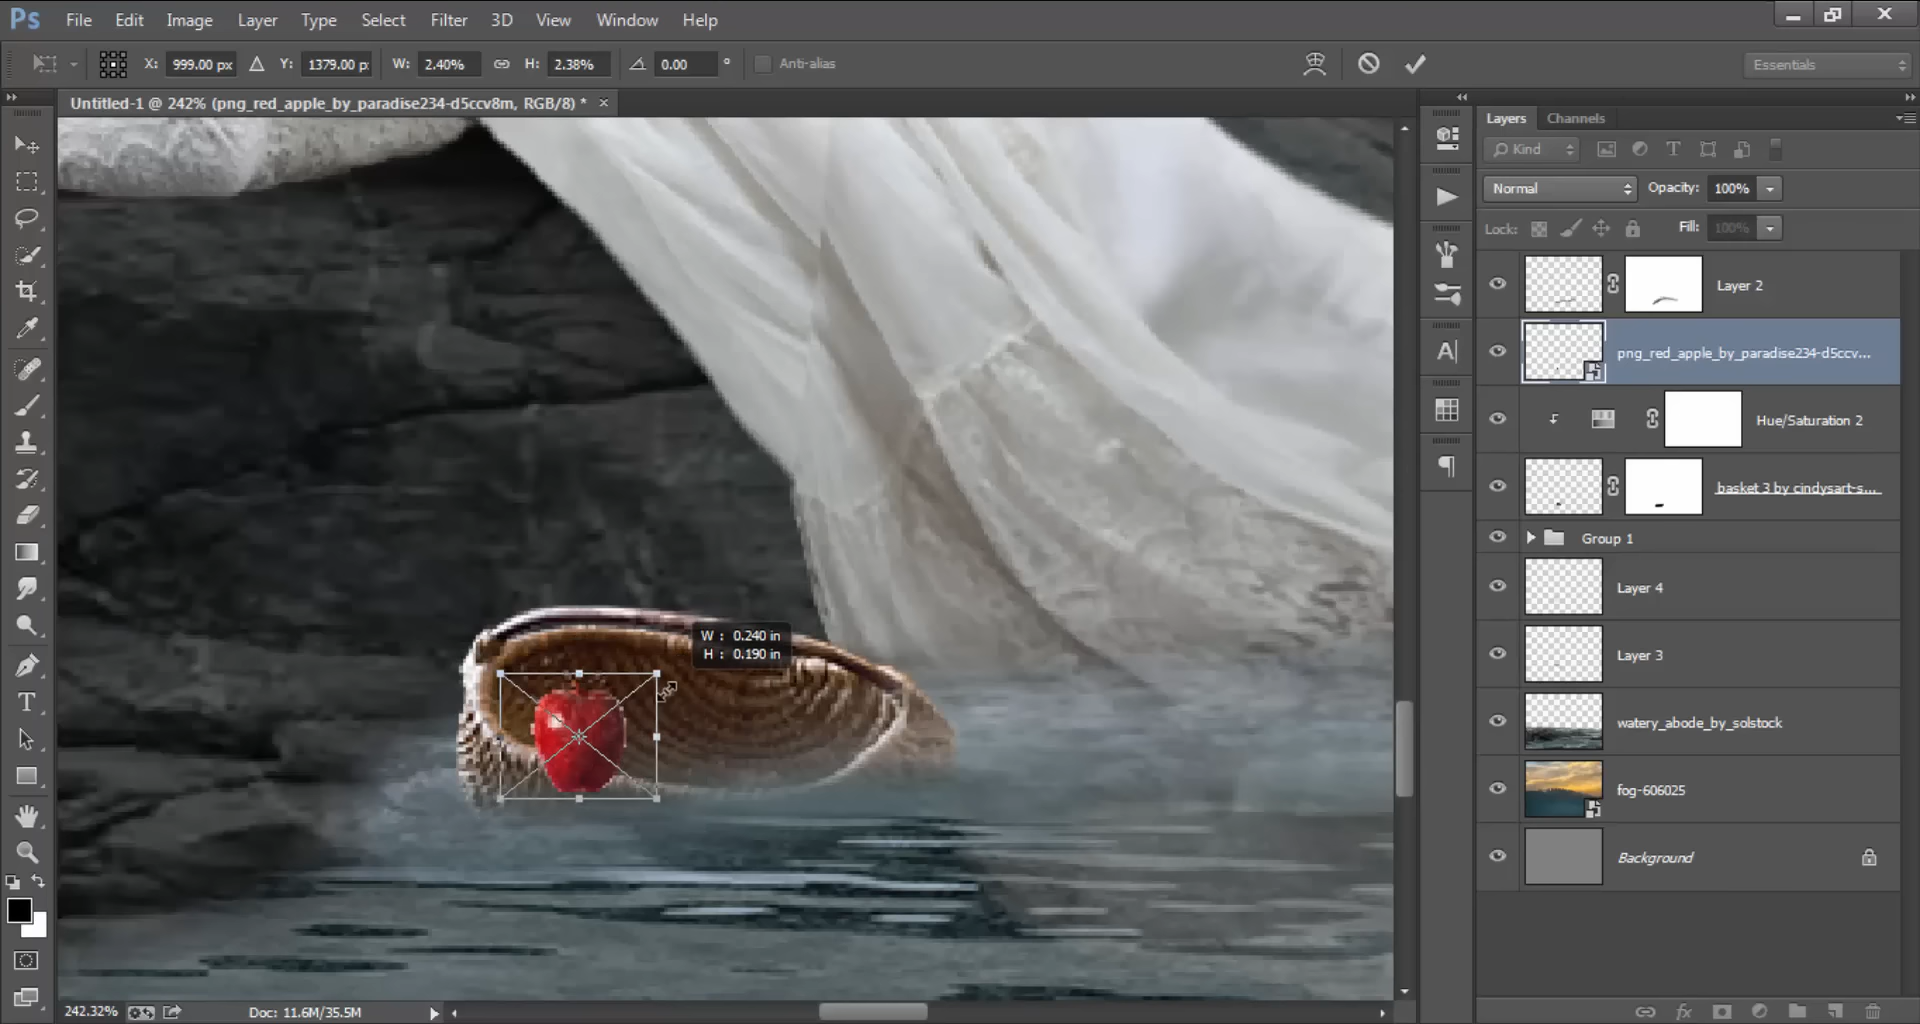 Ps File Edit Image Layer Type Select Filter 3D View Window Help
X: 999.00 px Y: 1379.00 p: W: 2.40% H: 2.38% 0.00 ° Anti-alias Essentials
Untitled-1 @ 242% (png_red_apple_by_paradise234-d5ccv8m, RGB/8) * ×
Layers Channels
Kind
Normal Opacity: 100%
Lock: Fill: 100%
Layer 2
png_red_apple_by_paradise234-d5ccv...
Hue/Saturation 2
basket 3 by cindysart-s...
Group 1
Layer 4
Layer 3
watery_abode_by_solstock
fog-606025
Background
W : 0.240 in
H : 0.190 in
242.32% Doc: 11.6M/35.5M